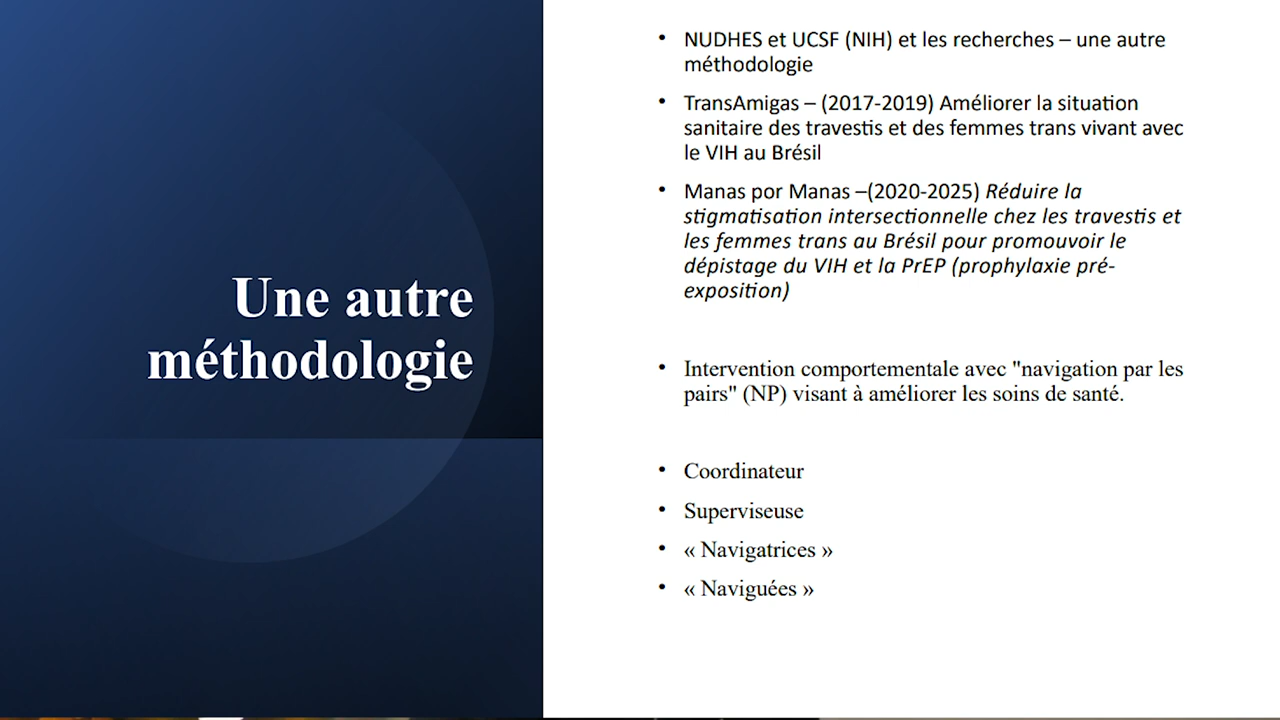 Une autre
méthodologie
• NUDHES et UCSF (NIH) et les recherches – une autre
méthodologie
• TransAmigas – (2017-2019) Améliorer la situation
sanitaire des travestis et des femmes trans vivant avec
le VIH au Brésil
• Manas por Manas –(2020-2025) Réduire la
stigmatisation intersectionnelle chez les travestis et
les femmes trans au Brésil pour promouvoir le
dépistage du VIH et la PrEP (prophylaxie pré-
exposition)
• Intervention comportementale avec "navigation par les
pairs" (NP) visant à améliorer les soins de santé.
• Coordinateur
• Superviseuse
• « Navigatrices »
• « Naviguées »